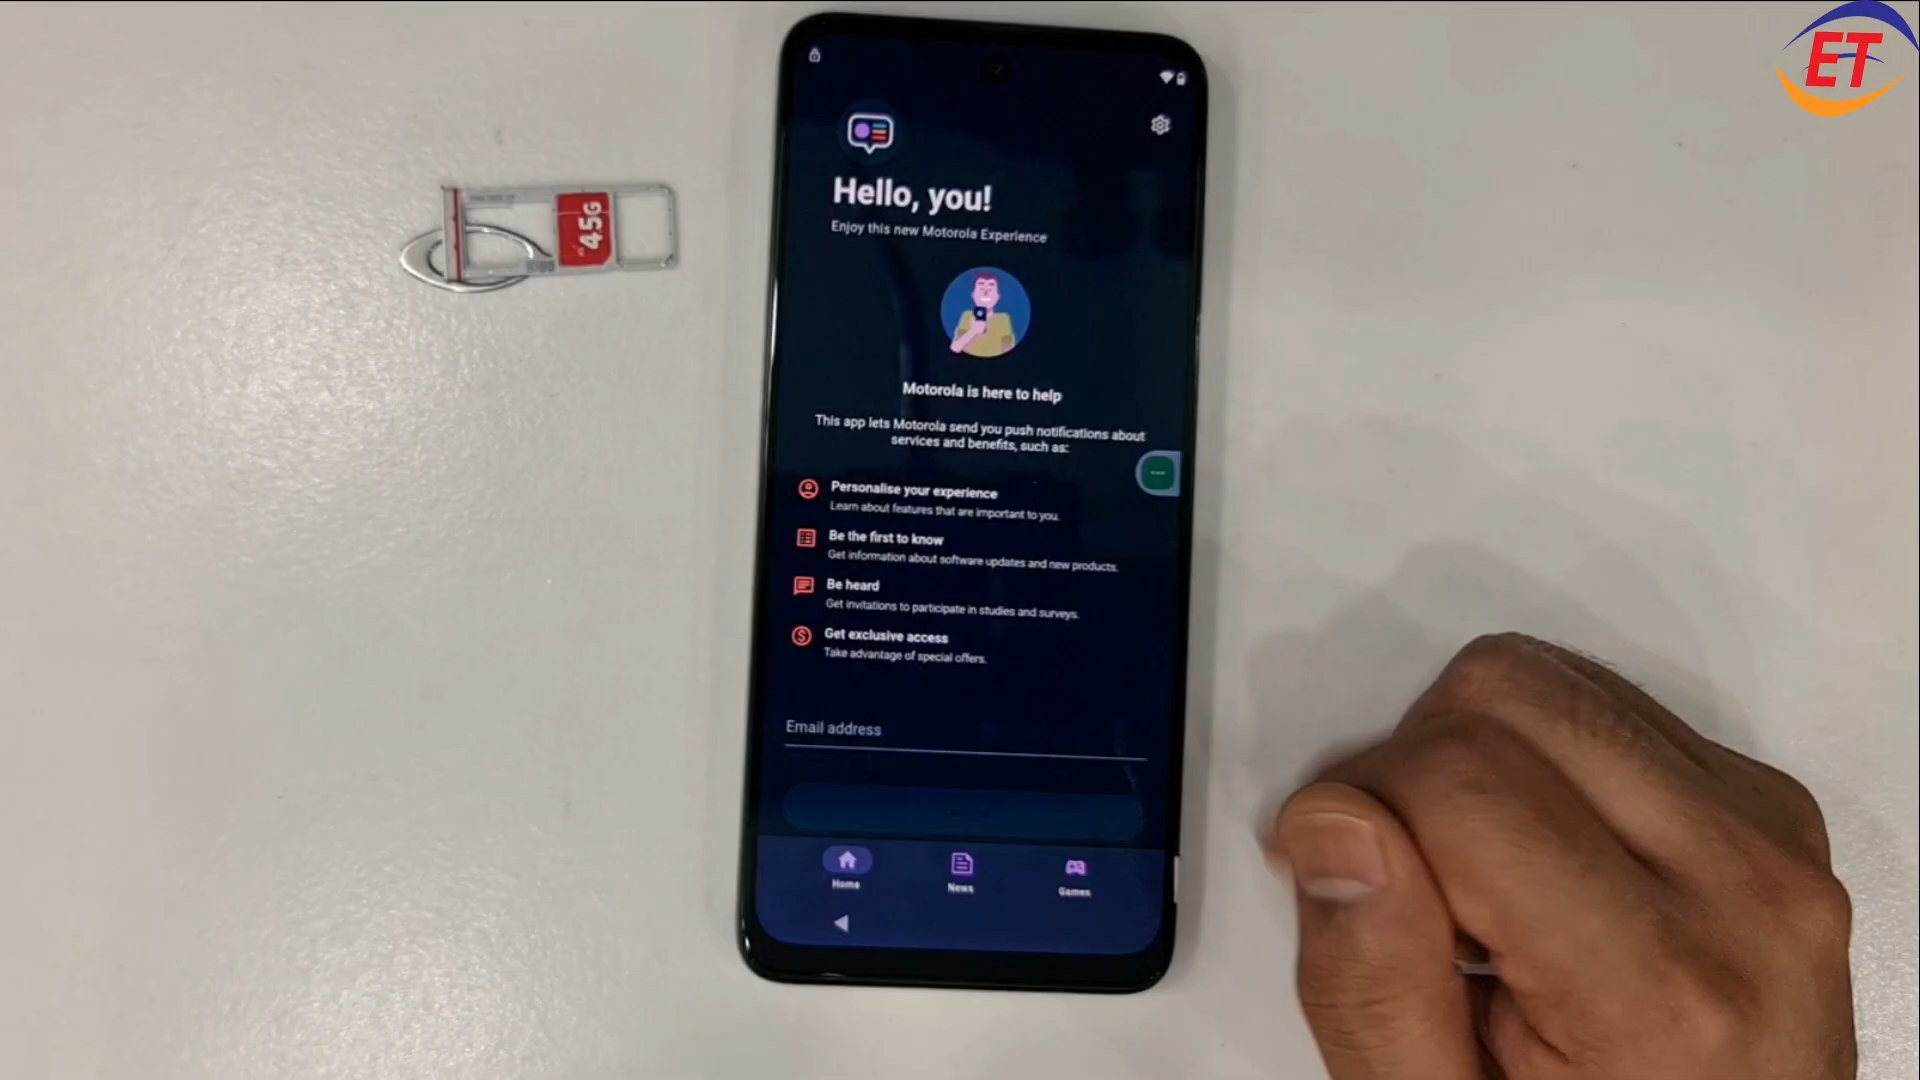 ET
45G
Hello, you!
Enjoy this new Motorola Experience
Motorola is here to help
This app lets Motorola send you push notifications about
services and benefits, such as:
Personalise your experience
Learn about features that are important to you.
Be the first to know
Get information about software updates and new products.
Be heard
Get invitations to participate in studies and surveys.
Get exclusive access
Take advantage of special offers.
Email address
Home
News
Games